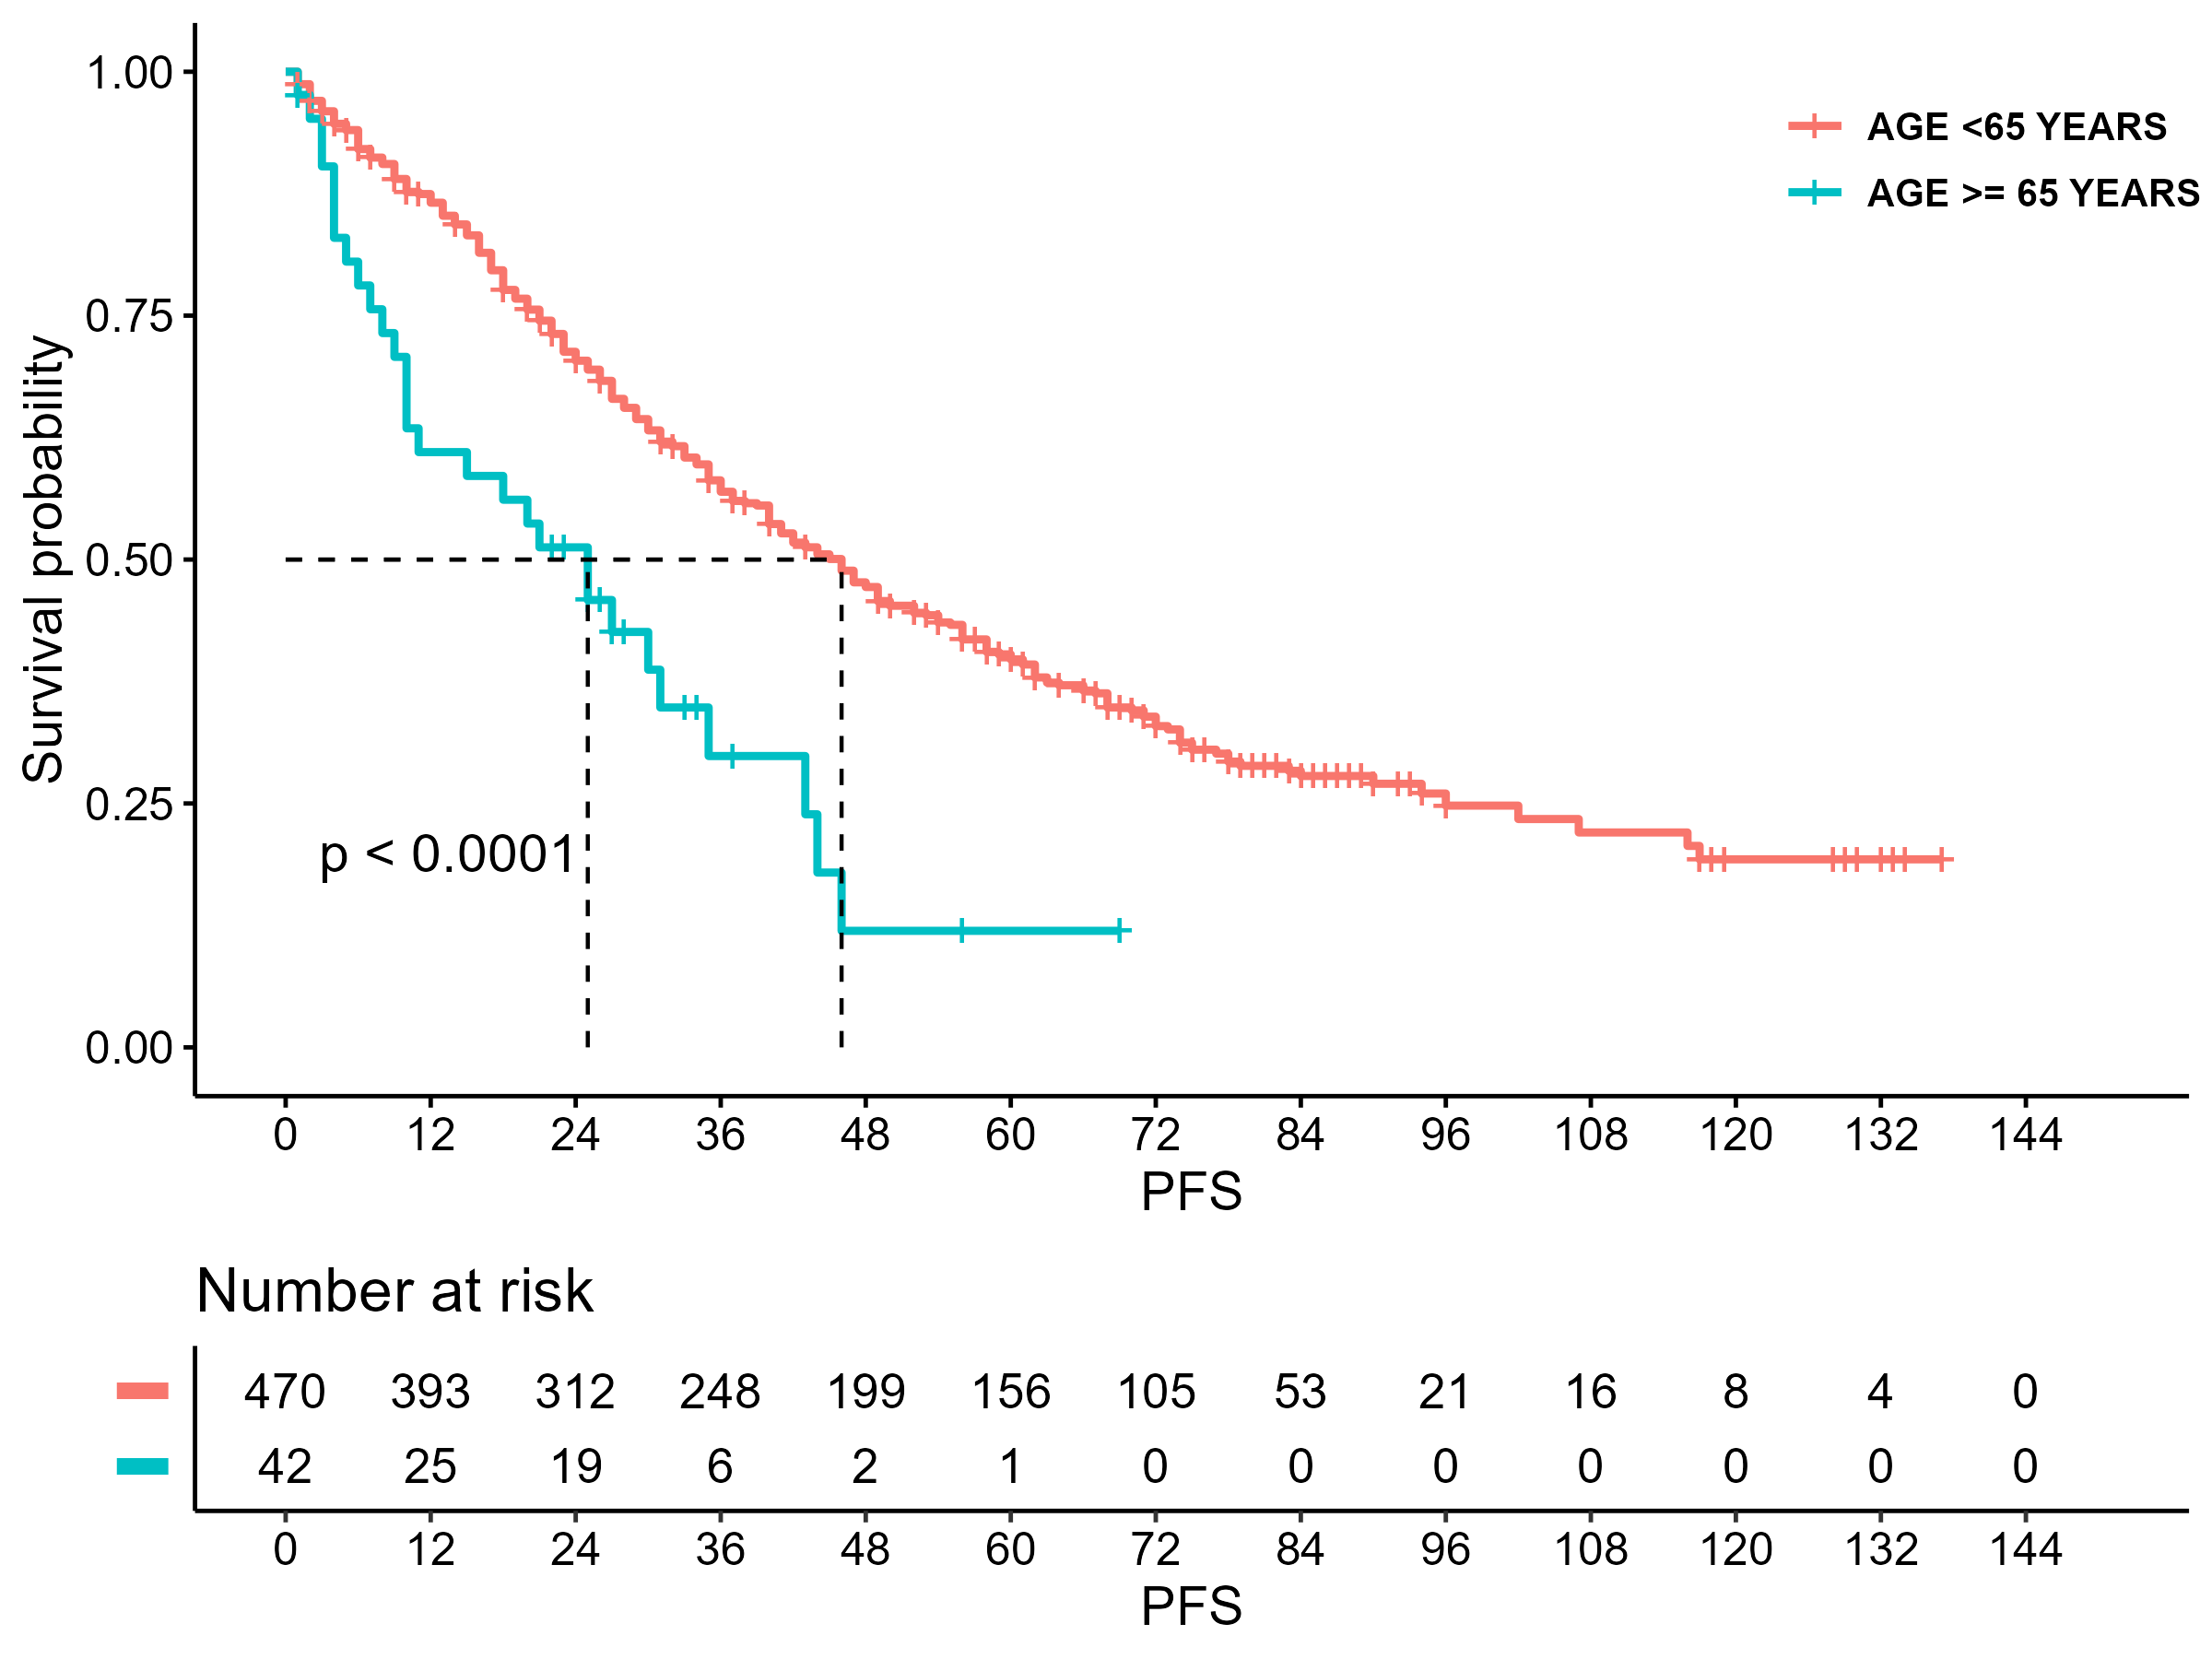 1.00
0.75
0.50
0.25
0.00
Survival probability
AGE <65 YEARS
AGE >= 65 YEARS
p < 0.0001
0 12 24 36 48 60 72 84 96 108 120 132 144
PFS
Number at risk
470 393 312 248 199 156 105 53 21 16 8 4 0
42 25 19 6 2 1 0 0 0 0 0 0 0
0 12 24 36 48 60 72 84 96 108 120 132 144
PFS